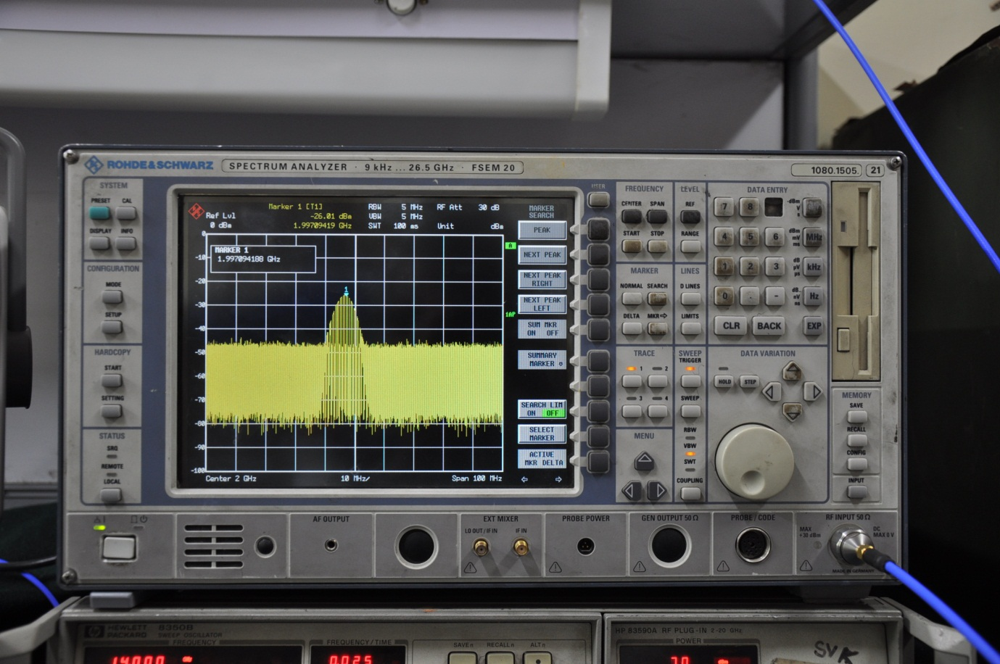 ROHDE&SCHWARZ
SPECTRUM ANALYZER · 9 kHz ... 26.5 GHz · FSEM 20
1080.1505. 21
SYSTEM
PRESET CAL
DISPLAY INFO
CONFIGURATION
MODE
SETUP
HARDCOPY
START
SETTING
STATUS
SRQ
REMOTE
LOCAL
Marker 1 [T1]
RBW 5 MHz RF Att 30 dB
Ref Lvl -26.01 dBm VBW 5 MHz
0 dBm 1.99709419 GHz SWT 100 ms Unit dBm
MARKER 1
1.997094188 GHz
1
0
-10
-20
-30
-40
-50
-60
-70
-80
-90
-100
A
1AP
Center 2 GHz 10 MHz/ Span 100 MHz
MARKER
SEARCH
PEAK
NEXT PEAK
NEXT PEAK
RIGHT
NEXT PEAK
LEFT
SUM MKR
ON OFF
SUMMARY
MARKER
SEARCH LIM
ON OFF
SELECT
MARKER
ACTIVE
MKR DELTA
USER
FREQUENCY
CENTER SPAN
START STOP
LEVEL
REF
RANGE
MARKER
NORMAL SEARCH
DELTA MKR⇨
LINES
D LINES
LIMITS
TRACE
1 2
3 4
MENU
SWEEP
TRIGGER
SWEEP
RBW
VBW
SWT
COUPLING
DATA ENTRY
7 8
4 5 6 MHz
1 2 3 kHz
0 . - Hz
CLR BACK EXP
-dBm
V
s
dBm
mV
ms
dB
µV
µs
dB..
nV
ns
DATA VARIATION
HOLD STEP
MEMORY
SAVE
RECALL
CONFIG
INPUT
AF OUTPUT
EXT MIXER
LO OUT / IF IN IF IN
PROBE POWER
GEN OUTPUT 50 Ω
PROBE / CODE
RF INPUT 50 Ω
MAX
+30 dBm
DC
MAX 0 V
MADE IN GERMANY
hp HEWLETT
PACKARD
8350B
SWEEP OSCILLATOR
FREQUENCY
FREQUENCY/TIME
SAVE n RECALL n ALT n
HP 83590A RF PLUG-IN 2-20 GHz
POWER
SVK